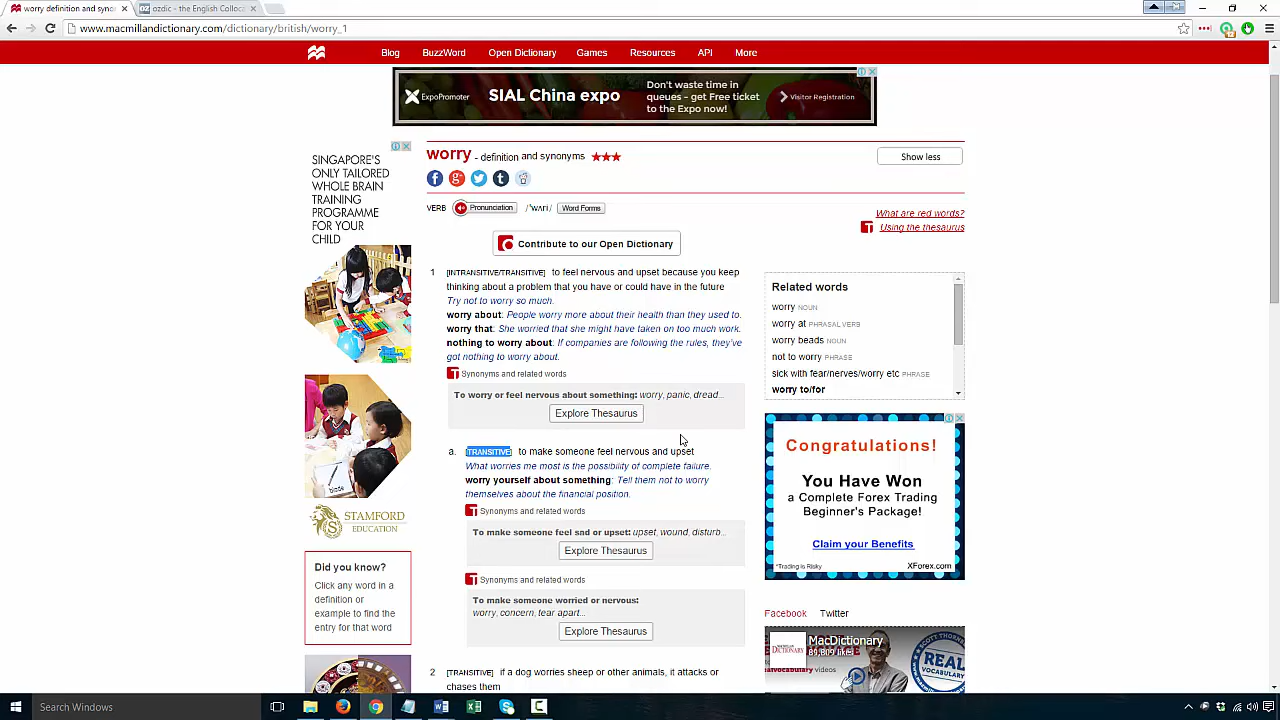 worry definition and syno
ozdic - the English Colloca
www.macmillandictionary.com/dictionary/british/worry_1
Blog BuzzWord Open Dictionary Games Resources API More
ExpoPromoter
SIAL China expo
Don't waste time in
queues - get Free ticket
to the Expo now!
Visitor Registration
SINGAPORE'S
ONLY TAILORED
WHOLE BRAIN
TRAINING
PROGRAMME
FOR YOUR
CHILD
STAMFORD
EDUCATION
Did you know?
Click any word in a
definition or
example to find the
entry for that word
worry - definition and synonyms ★★★
Show less
VERB Pronunciation /ˈwʌri/ Word Forms
What are red words?
Using the thesaurus
Contribute to our Open Dictionary
1 [INTRANSITIVE/TRANSITIVE] to feel nervous and upset because you keep
thinking about a problem that you have or could have in the future
Try not to worry so much.
worry about: People worry more about their health than they used to.
worry that: She worried that she might have taken on too much work.
nothing to worry about: If companies are following the rules, they've
got nothing to worry about.
T Synonyms and related words
To worry or feel nervous about something: worry, panic, dread...
Explore Thesaurus
a. [TRANSITIVE] to make someone feel nervous and upset
What worries me most is the possibility of complete failure.
worry yourself about something: Tell them not to worry
themselves about the financial position.
T Synonyms and related words
To make someone feel sad or upset: upset, wound, disturb...
Explore Thesaurus
T Synonyms and related words
To make someone worried or nervous:
worry, concern, tear apart...
Explore Thesaurus
2 [TRANSITIVE] if a dog worries sheep or other animals, it attacks or
chases them
Related words
worry NOUN
worry at PHRASAL VERB
worry beads NOUN
not to worry PHRASE
sick with fear/nerves/worry etc PHRASE
worry to/for
Congratulations!
You Have Won
a Complete Forex Trading
Beginner's Package!
Claim your Benefits
*Trading is Risky XForex.com
Facebook Twitter
MacDictionary
89,809 likes
videos
SCOTT THORN
REAL
VOCABULARY
Search Windows